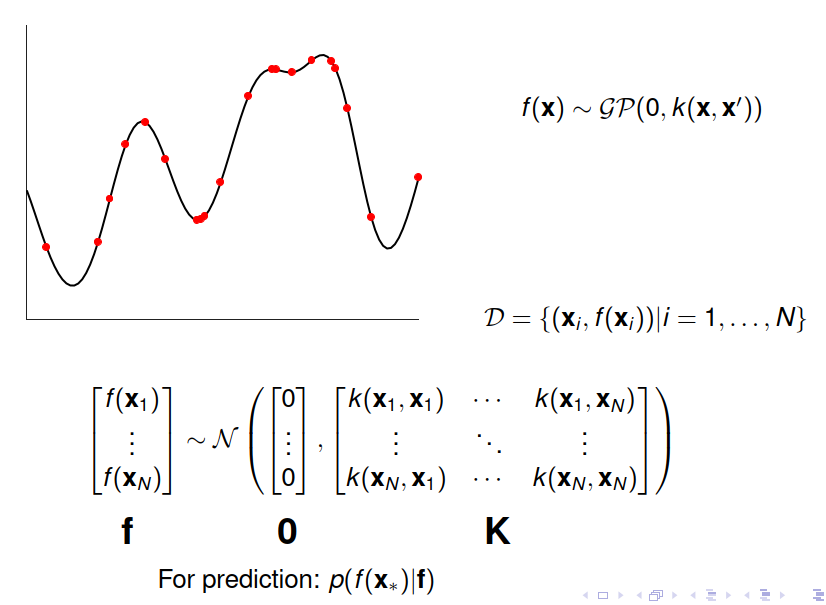 f(𝐱) ∼ 𝒢𝒫(0, k(𝐱, 𝐱′))
𝒟 = {(𝐱ᵢ, f(𝐱ᵢ))|i = 1, . . . , N}
[f(𝐱₁) ⋮ f(𝐱_N)] ∼ 𝒩 ([0 ⋮ 0], [k(𝐱₁, 𝐱₁) ⋯ k(𝐱₁, 𝐱_N) ⋮ ⋱ ⋮ k(𝐱_N, 𝐱₁) ⋯ k(𝐱_N, 𝐱_N)])
𝐟 𝟎 𝐊
For prediction: p(f(𝐱_∗)|𝐟)